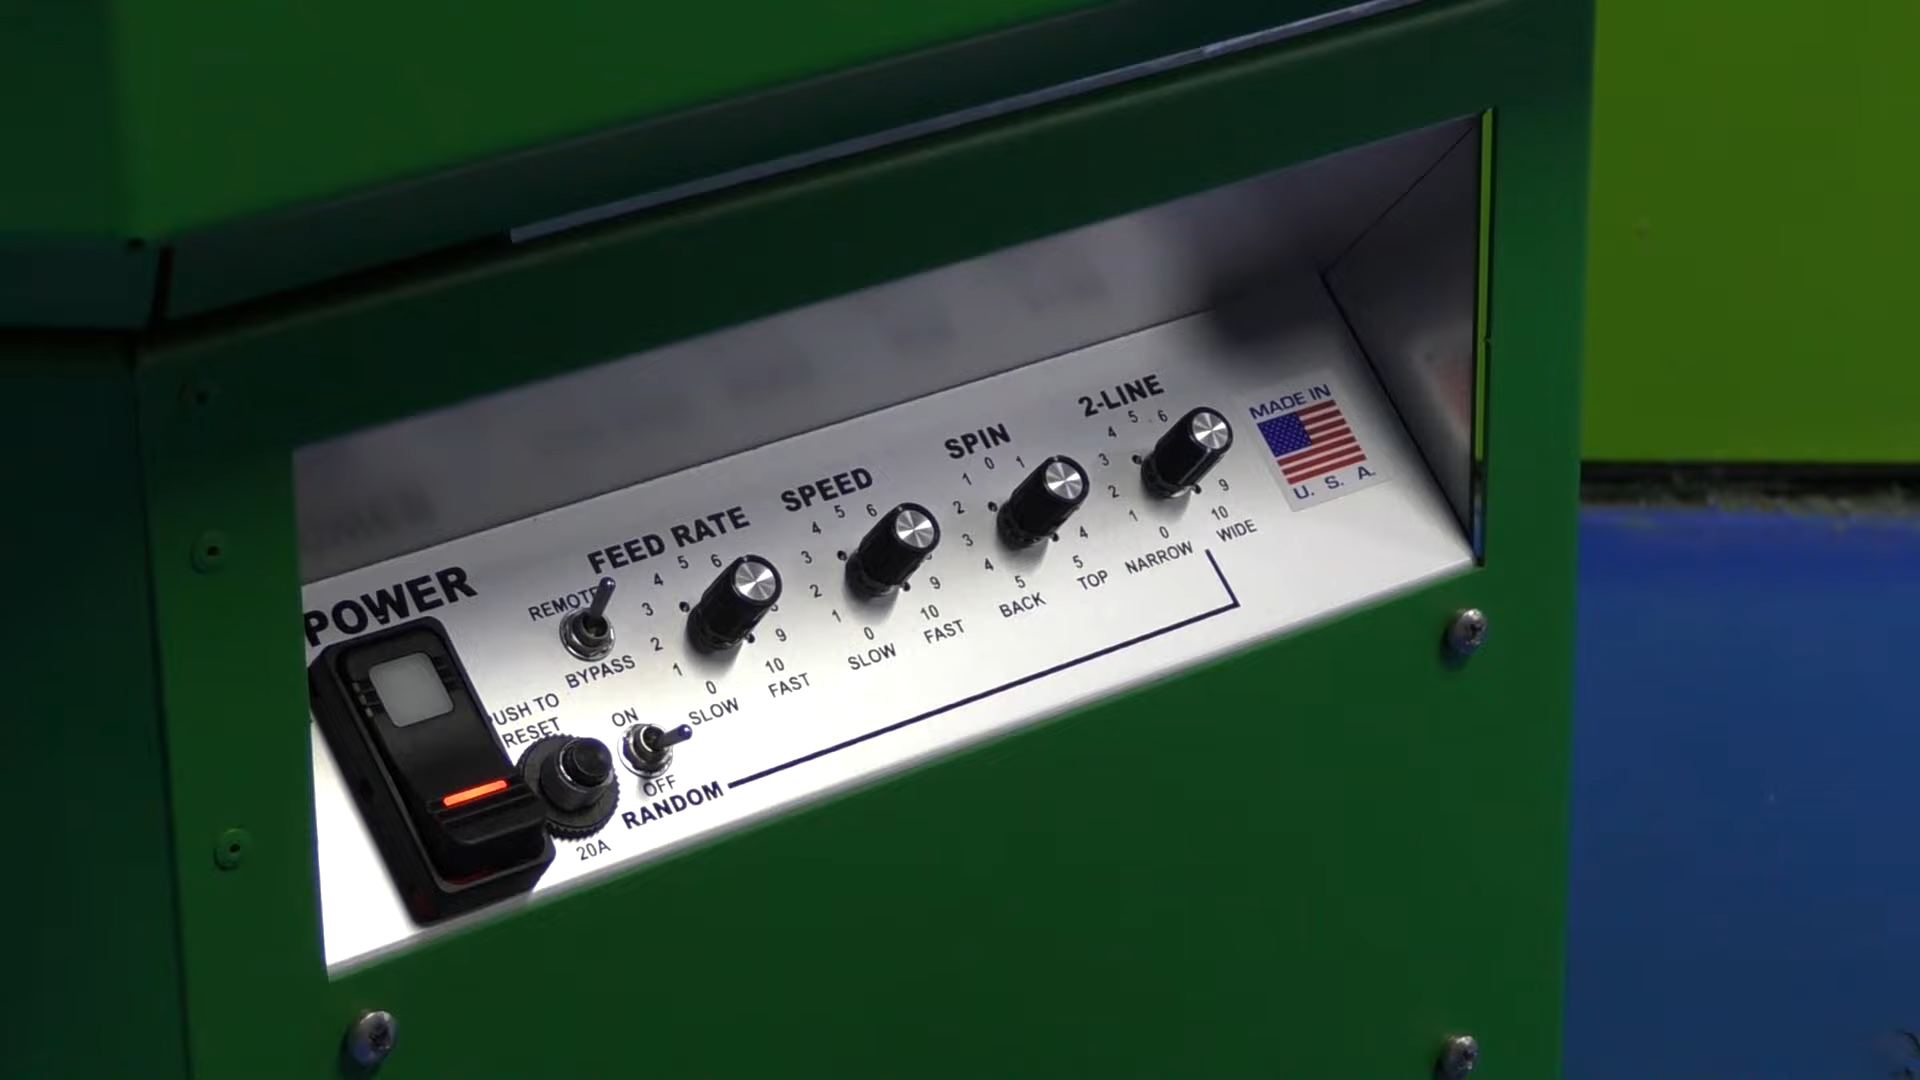 POWER
REMOTE
BYPASS
PUSH TO
RESET
20A
ON
OFF
RANDOM
FEED RATE
0 1 2 3 4 5 6 9 10
SLOW FAST
SPEED
0 1 2 3 4 5 6 9 10
SLOW FAST
SPIN
5 4 3 2 1 0 1 4 5
BACK TOP
2-LINE
0 1 2 3 4 5 6 9 10
NARROW WIDE
MADE IN
U. S. A.